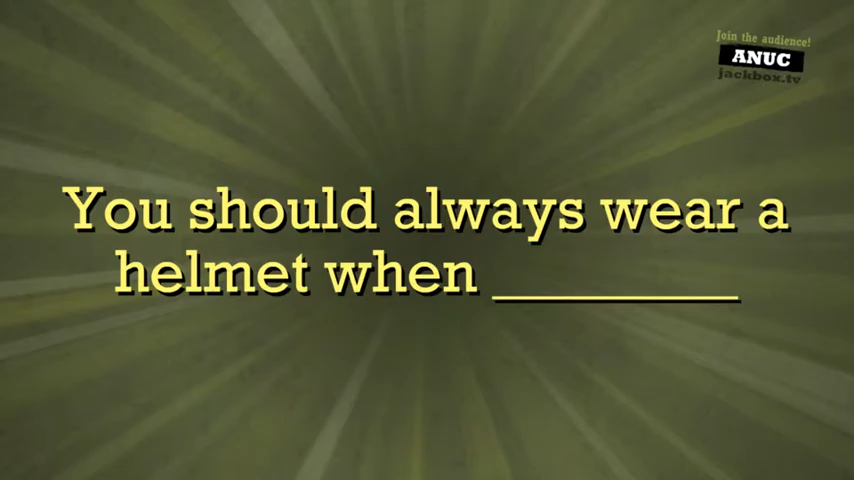 Join the audience!
ANUC
jackbox.tv
You should always wear a
helmet when ________